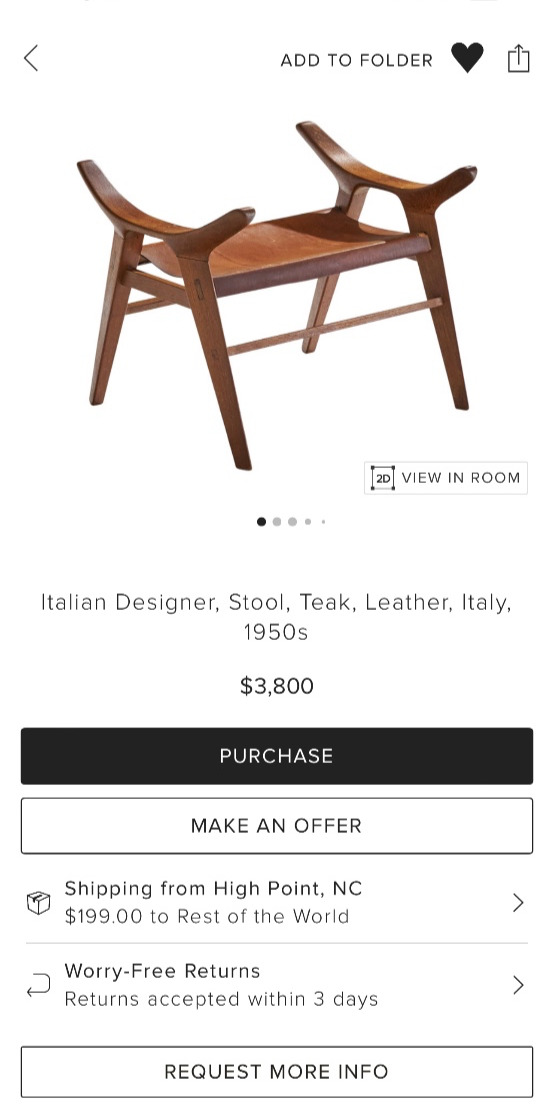 ADD TO FOLDER
2D VIEW IN ROOM
Italian Designer, Stool, Teak, Leather, Italy,
1950s
$3,800
PURCHASE
MAKE AN OFFER
Shipping from High Point, NC
$199.00 to Rest of the World
Worry-Free Returns
Returns accepted within 3 days
REQUEST MORE INFO